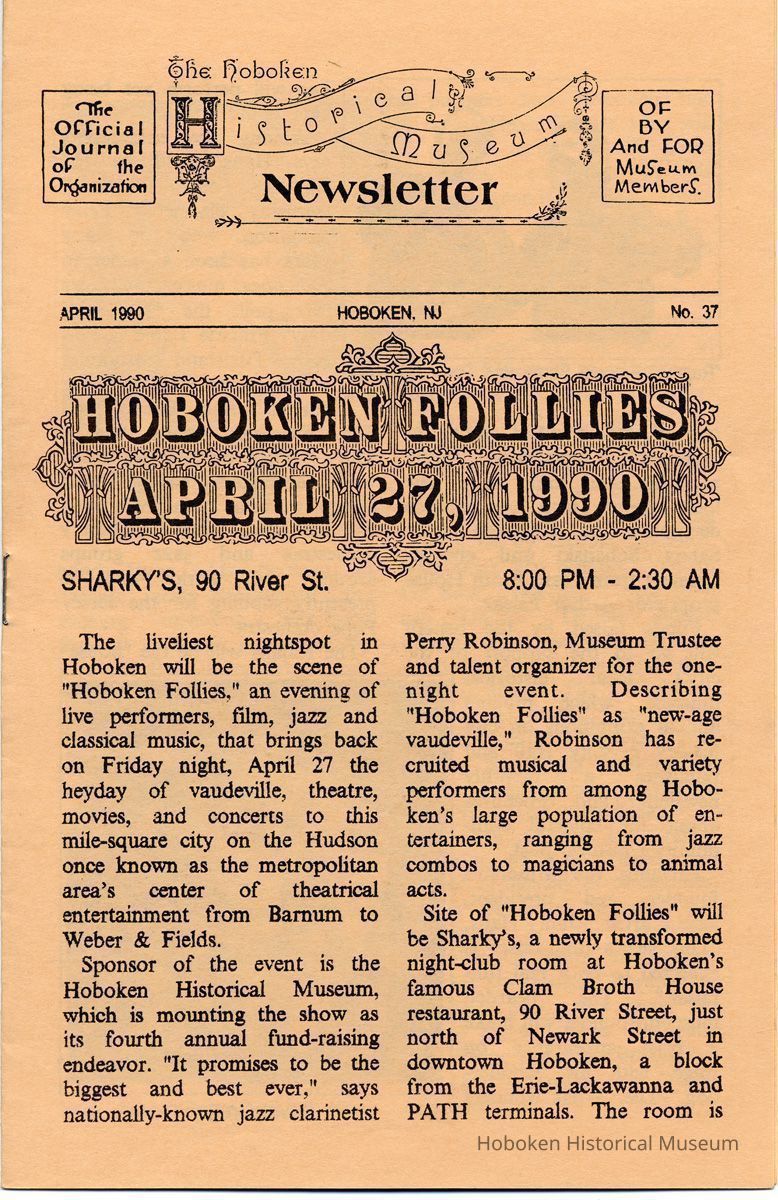 The Hoboken
Historical
Museum
Newsletter
The
Official
Journal
of the
Organization
OF
BY
And FOR
Museum
Members.
APRIL 1990 HOBOKEN, NJ No. 37
HOBOKEN FOLLIES
APRIL 27, 1990
SHARKY'S, 90 River St. 8:00 PM - 2:30 AM
The liveliest nightspot in
Hoboken will be the scene of
"Hoboken Follies," an evening of
live performers, film, jazz and
classical music, that brings back
on Friday night, April 27 the
heyday of vaudeville, theatre,
movies, and concerts to this
mile-square city on the Hudson
once known as the metropolitan
area's center of theatrical
entertainment from Barnum to
Weber & Fields.
Sponsor of the event is the
Hoboken Historical Museum,
which is mounting the show as
its fourth annual fund-raising
endeavor. "It promises to be the
biggest and best ever," says
nationally-known jazz clarinetist
Perry Robinson, Museum Trustee
and talent organizer for the one-
night event. Describing
"Hoboken Follies" as "new-age
vaudeville," Robinson has re-
cruited musical and variety
performers from among Hobo-
ken's large population of en-
tertainers, ranging from jazz
combos to magicians to animal
acts.
Site of "Hoboken Follies" will
be Sharky's, a newly transformed
night-club room at Hoboken's
famous Clam Broth House
restaurant, 90 River Street, just
north of Newark Street in
downtown Hoboken, a block
from the Erie-Lackawanna and
PATH terminals. The room is
Hoboken Historical Museum